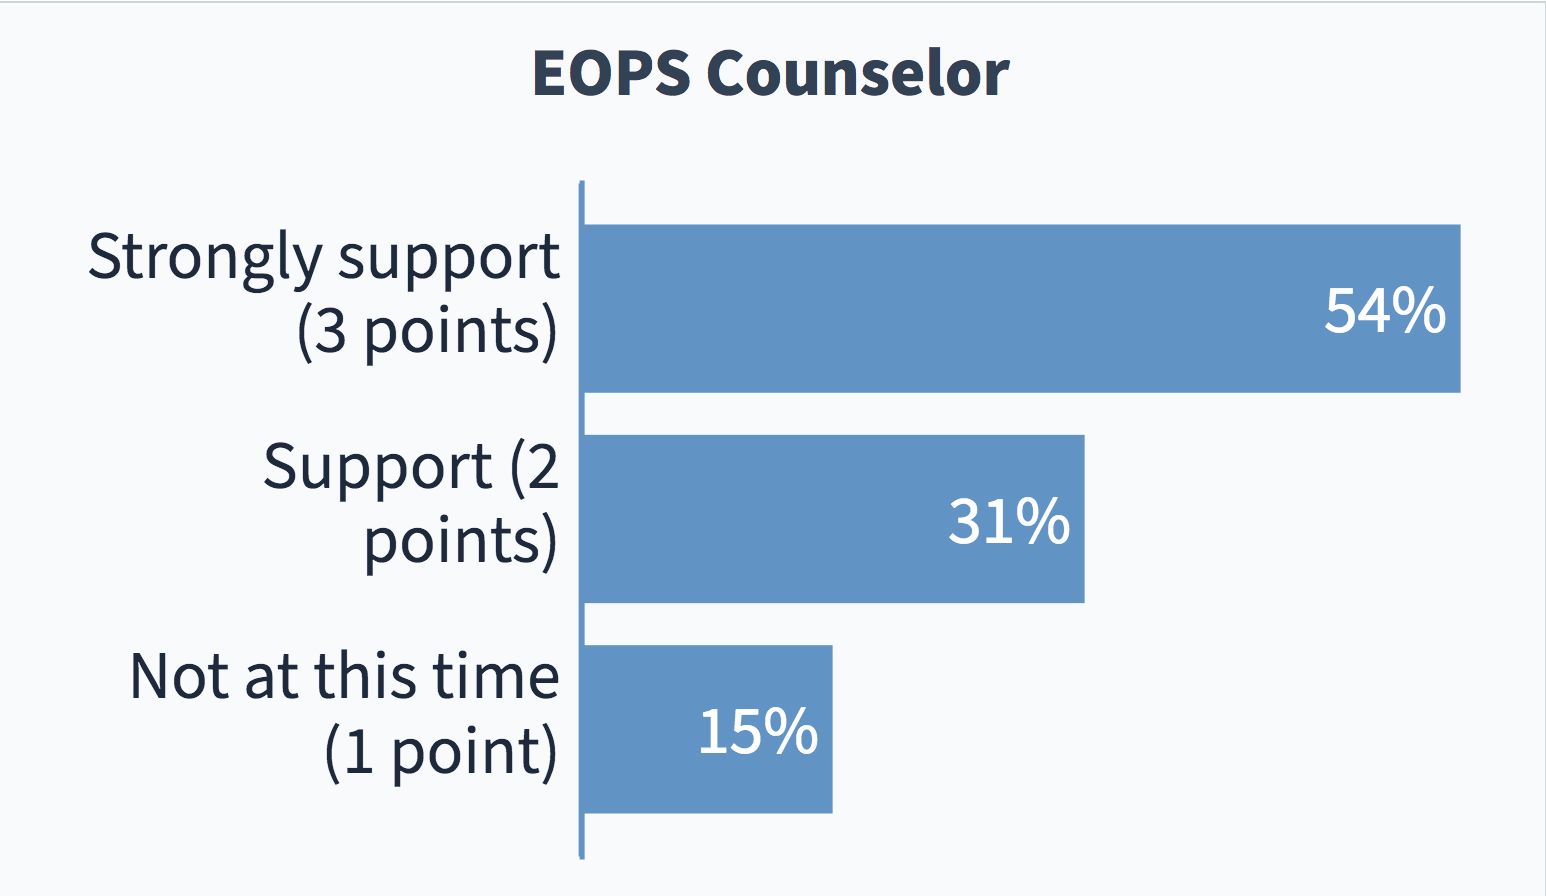 EOPS Counselor
Strongly support
(3 points)
54%
Support (2
points)
31%
Not at this time
(1 point)
15%